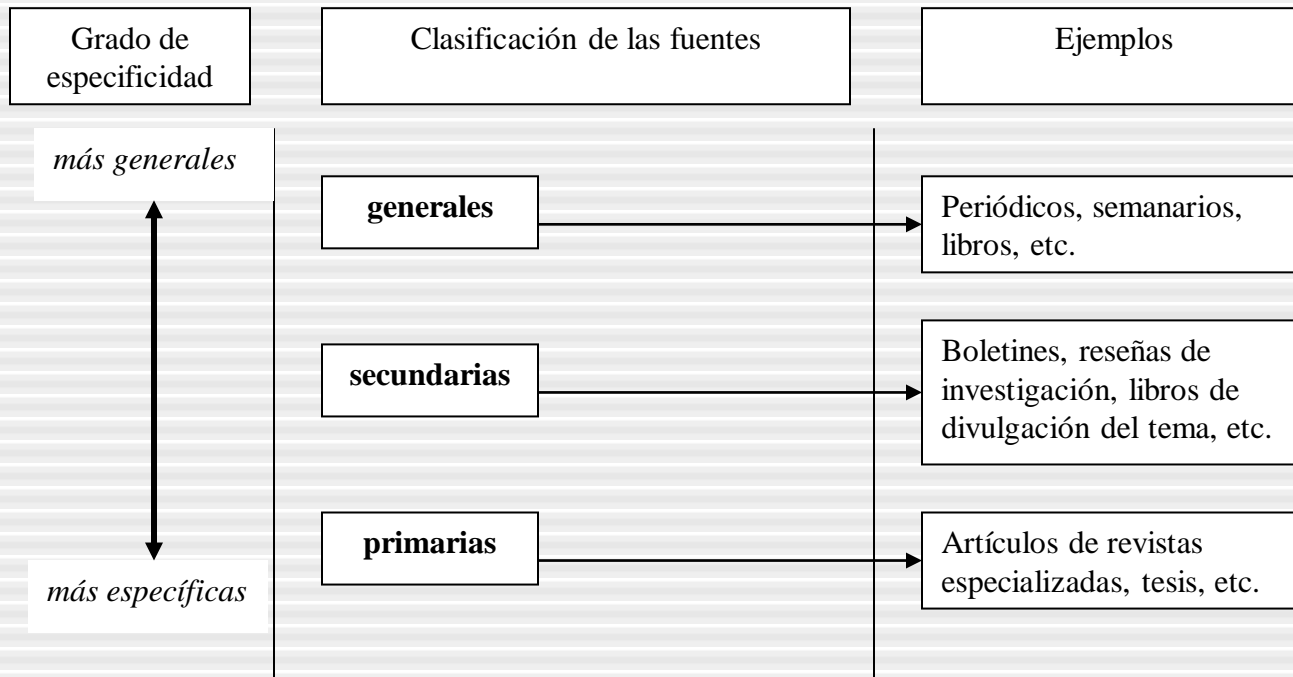 Grado de
especificidad
Clasificación de las fuentes
Ejemplos
más generales
generales
Periódicos, semanarios,
libros, etc.
secundarias
Boletines, reseñas de
investigación, libros de
divulgación del tema, etc.
primarias
Artículos de revistas
especializadas, tesis, etc.
más específicas